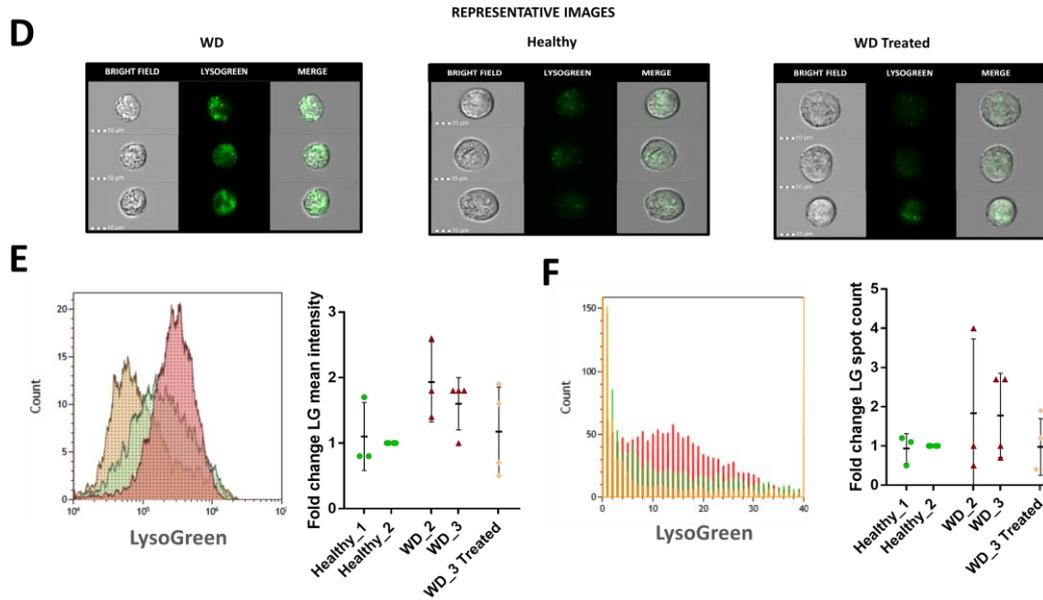 REPRESENTATIVE IMAGES
D
WD
Healthy
WD Treated
BRIGHT FIELD LYSOGREEN MERGE
BRIGHT FIELD LYSOGREEN MERGE
BRIGHT FIELD LYSOGREEN MERGE
10 µm
10 µm
10 µm
10 µm
10 µm
10 µm
10 µm
10 µm
10 µm
E
Count
20
15
10
5
0
10⁴ 10⁵ 10⁶
LysoGreen
Fold change LG mean intensity
3
2
1
0
Healthy_1
Healthy_2
WD_2
WD_3
WD_3 Treated
F
Count
150
100
50
0
0 10 20 30 40
LysoGreen
Fold change LG spot count
5
4
3
2
1
0
Healthy_1
Healthy_2
WD_2
WD_3
WD_3 Treated